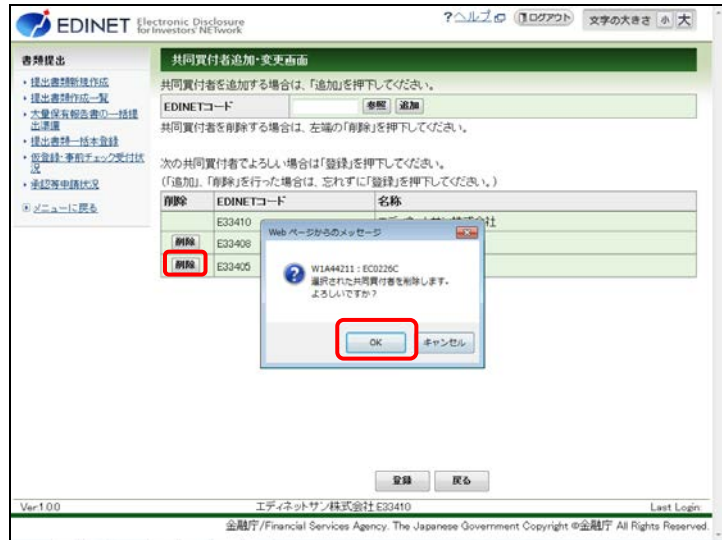 EDINET Electronic Disclosure for Investors' NETwork
?ヘルプ ログアウト 文字の大きさ 小 大
書類提出
・提出書類新規作成
・提出書類作成一覧
・大量保有報告書の一括提
出準備
・提出書類一括本登録
・仮登録・事前チェック受付状
況
・承認等申請状況
メニューに戻る
共同買付者追加・変更画面
共同買付者を追加する場合は、「追加」を押下してください。
EDINETコード 参照 追加
共同買付者を削除する場合は、左端の「削除」を押下してください。
次の共同買付者でよろしい場合は「登録」を押下してください。
(「追加」、「削除」を行った場合は、忘れずに「登録」を押下してください。)
削除 EDINETコード 名称
E33410
削除 E33408
削除 E33405
Web ページからのメッセージ
W1A44211 : EC0226C
選択された共同買付者を削除します。
よろしいですか?
OK キャンセル
登録 戻る
Ver1.00 エディネットサン株式会社 E33410 Last Login:
金融庁/Financial Services Agency. The Japanese Government Copyright ©金融庁 All Rights Reserved.